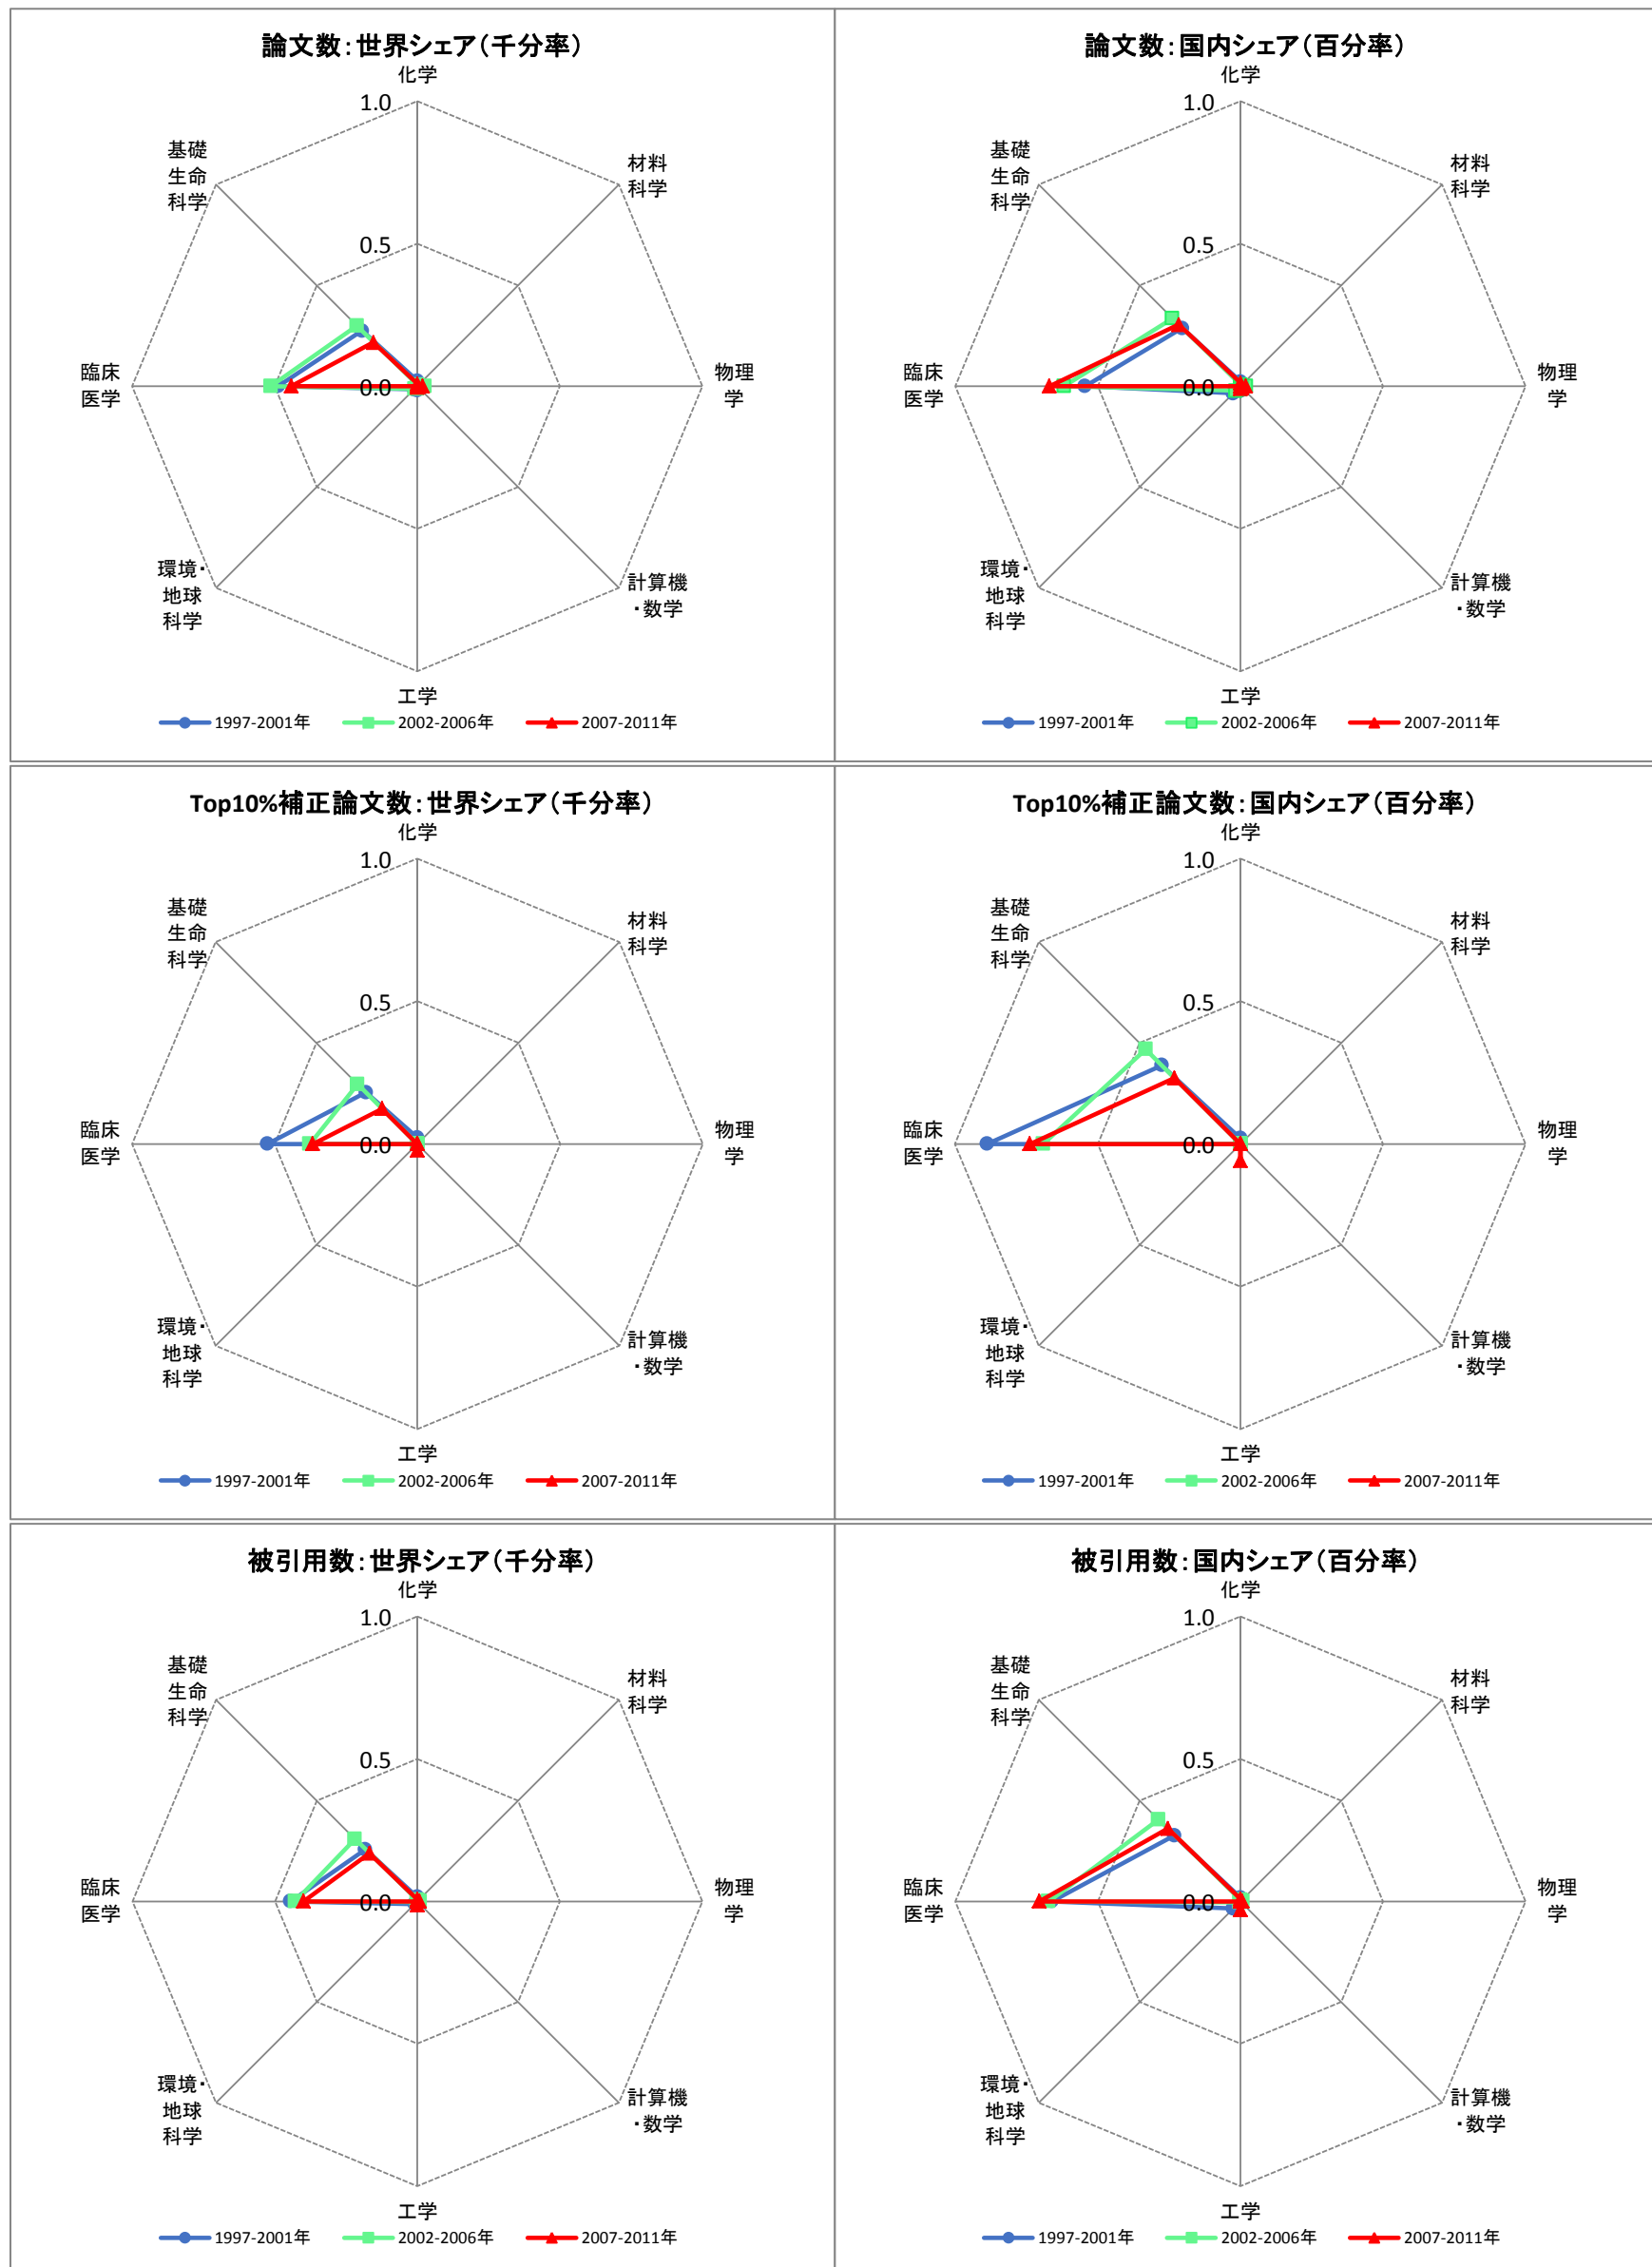 論文数：世界シェア（千分率）
化学
1.0
基礎
生命
科学
材料
科学
0.5
臨床
医学
0.0
物理
学
環境・
地球
科学
計算機
・数学
工学
1997-2001年 2002-2006年 2007-2011年
論文数：国内シェア（百分率）
化学
1.0
基礎
生命
科学
材料
科学
0.5
臨床
医学
0.0
物理
学
環境・
地球
科学
計算機
・数学
工学
1997-2001年 2002-2006年 2007-2011年
Top10%補正論文数：世界シェア（千分率）
化学
1.0
基礎
生命
科学
材料
科学
0.5
臨床
医学
0.0
物理
学
環境・
地球
科学
計算機
・数学
工学
1997-2001年 2002-2006年 2007-2011年
Top10%補正論文数：国内シェア（百分率）
化学
1.0
基礎
生命
科学
材料
科学
0.5
臨床
医学
0.0
物理
学
環境・
地球
科学
計算機
・数学
工学
1997-2001年 2002-2006年 2007-2011年
被引用数：世界シェア（千分率）
化学
1.0
基礎
生命
科学
材料
科学
0.5
臨床
医学
0.0
物理
学
環境・
地球
科学
計算機
・数学
工学
1997-2001年 2002-2006年 2007-2011年
被引用数：国内シェア（百分率）
化学
1.0
基礎
生命
科学
材料
科学
0.5
臨床
医学
0.0
物理
学
環境・
地球
科学
計算機
・数学
工学
1997-2001年 2002-2006年 2007-2011年